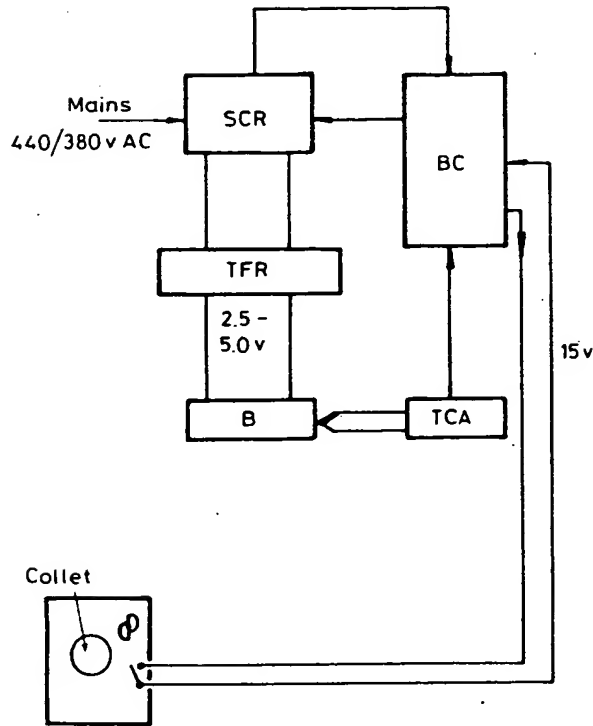 Mains
440/380 v AC
SCR
BC
TFR
2.5 –
5.0 v
15 v
B
TCA
Collet